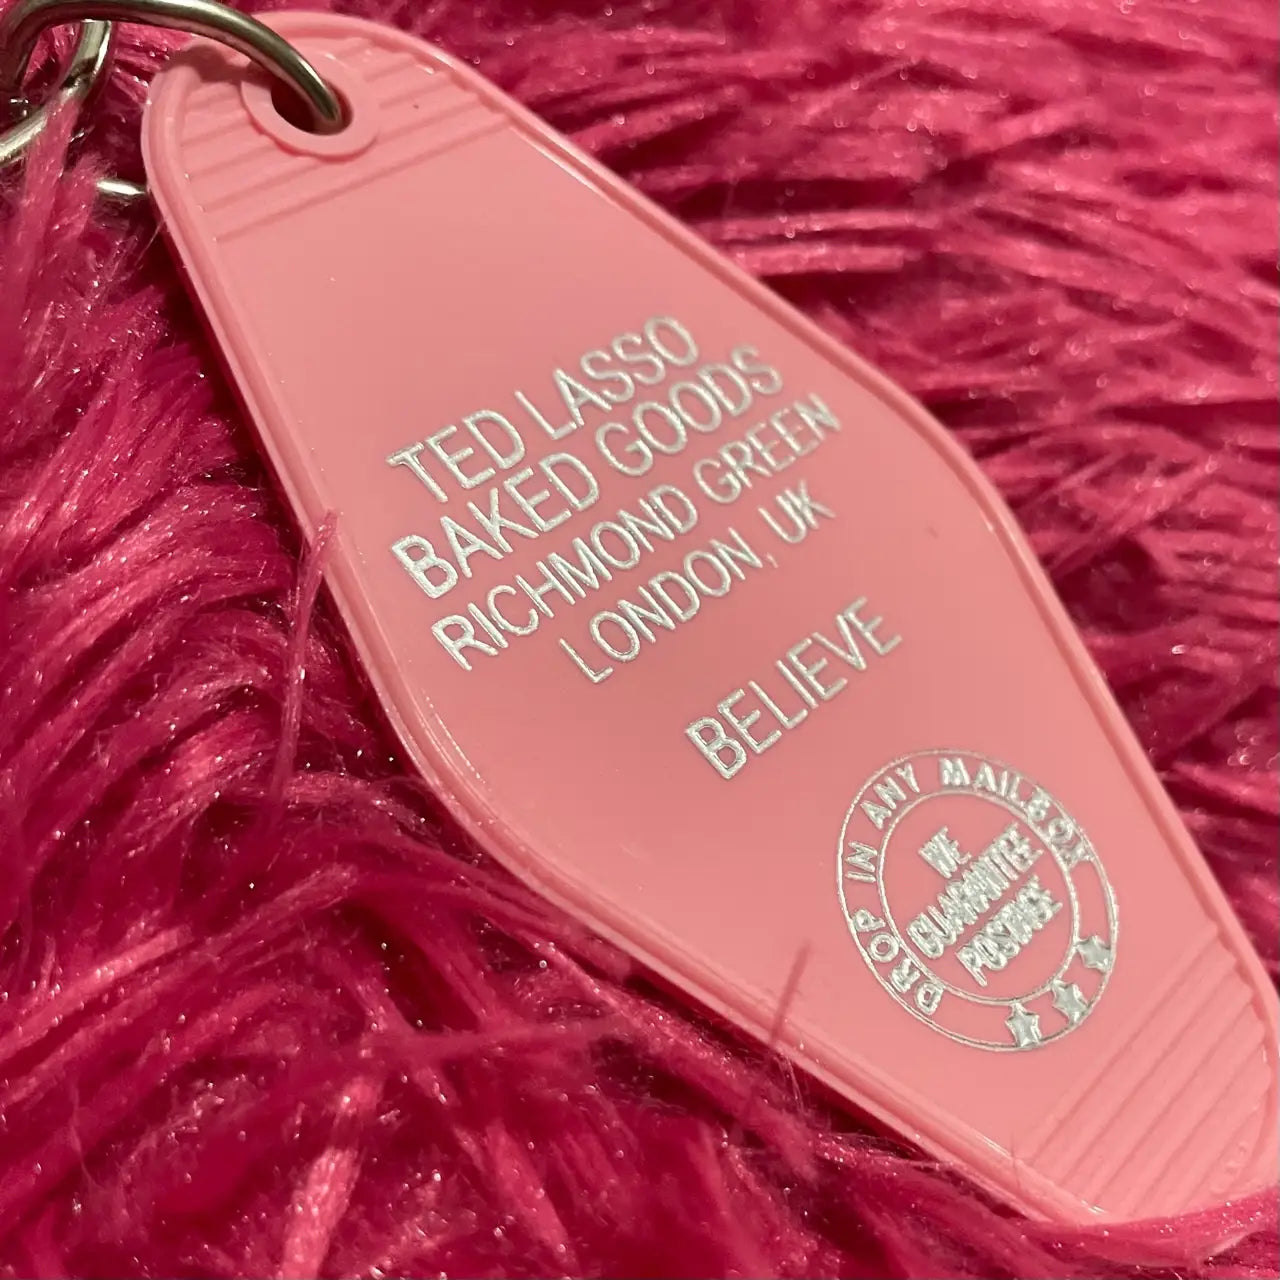 TED LASSO
BAKED GOODS
RICHMOND GREEN
LONDON, UK
BELIEVE
DROP IN ANY MAILBOX
WE
GUARANTEE
POSTAGE